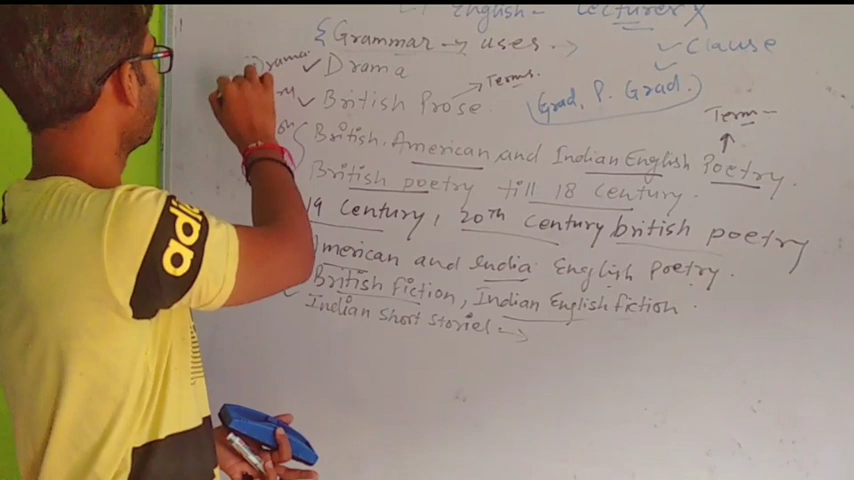 English - Lecturer X
{ Grammar → uses →
✓ Clause
Drama
✓ Drama
✓ British Prose → Terms.
(Grad, P. Grad.)
Term -
British. American and Indian English Poetry.
British poetry till 18 century.
19 century, 20th century british poetry
American and India English Poetry.
British fiction, Indian English fiction.
Indian short storiel →
adidas